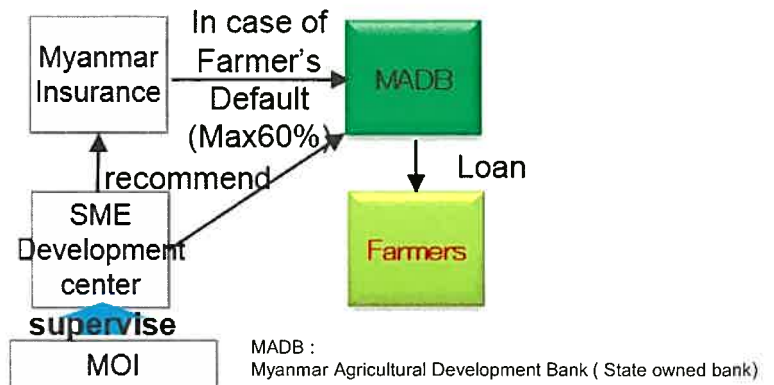 Myanmar
Insurance
In case of
Farmer's
Default
(Max60%)
MADB
recommend
Loan
SME
Development
center
Farmers
supervise
MOI
MADB :
Myanmar Agricultural Development Bank ( State owned bank)